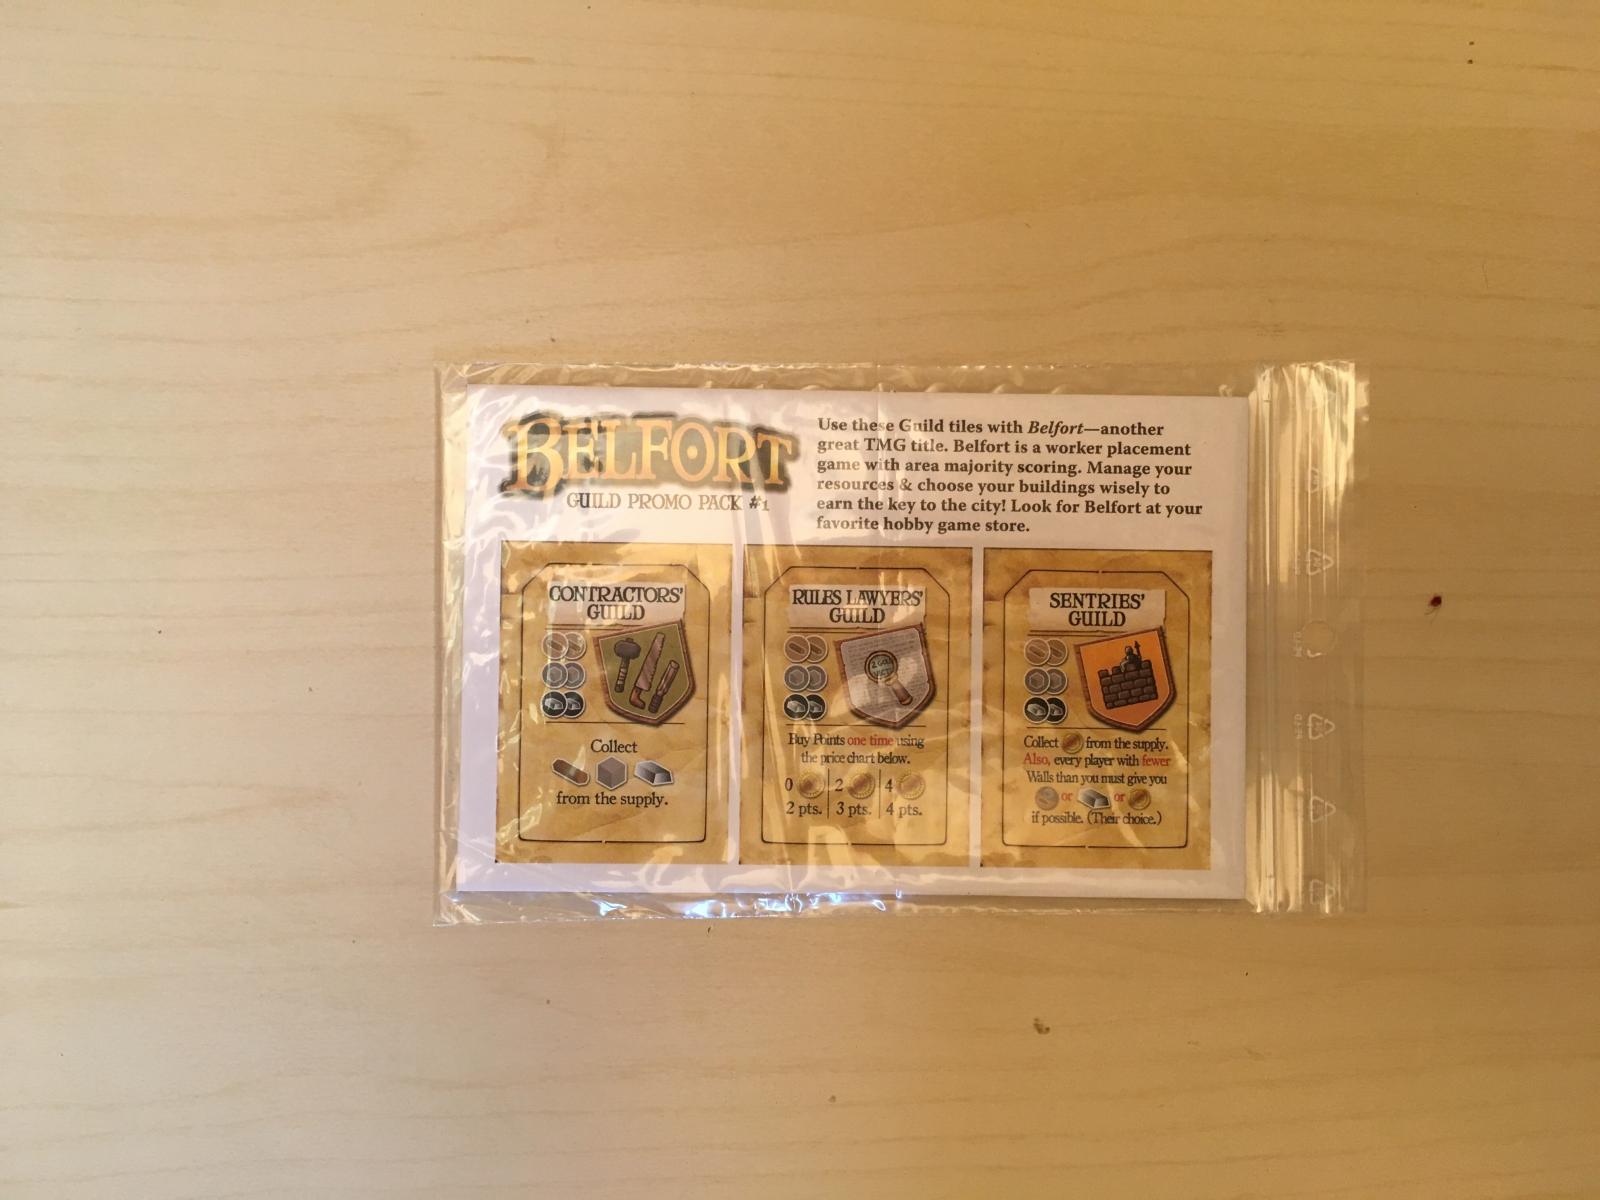 BELFORT
GUILD PROMO PACK #1
Use these Guild tiles with Belfort—another
great TMG title. Belfort is a worker placement
game with area majority scoring. Manage your
resources & choose your buildings wisely to
earn the key to the city! Look for Belfort at your
favorite hobby game store.
CONTRACTORS'
GUILD
Collect
from the supply.
RULES LAWYERS'
GUILD
Buy Points one time using
the price chart below.
0 2 4
2 pts. 3 pts. 4 pts.
SENTRIES'
GUILD
Collect from the supply.
Also, every player with fewer
Walls than you must give you
or or
if possible. (Their choice.)